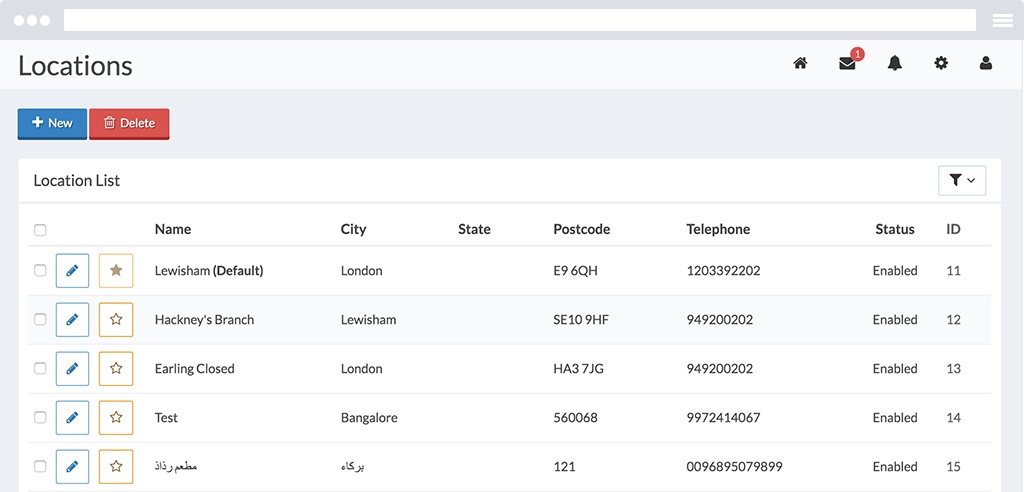 Locations
1
New
Delete
Location List
Name City State Postcode Telephone Status ID
Lewisham (Default) London E9 6QH 1203392202 Enabled 11
Hackney's Branch Lewisham SE10 9HF 949200202 Enabled 12
Earling Closed London HA3 7JG 949200202 Enabled 13
Test Bangalore 560068 9972414067 Enabled 14
مطعم رذاذ بركاء 121 0096895079899 Enabled 15